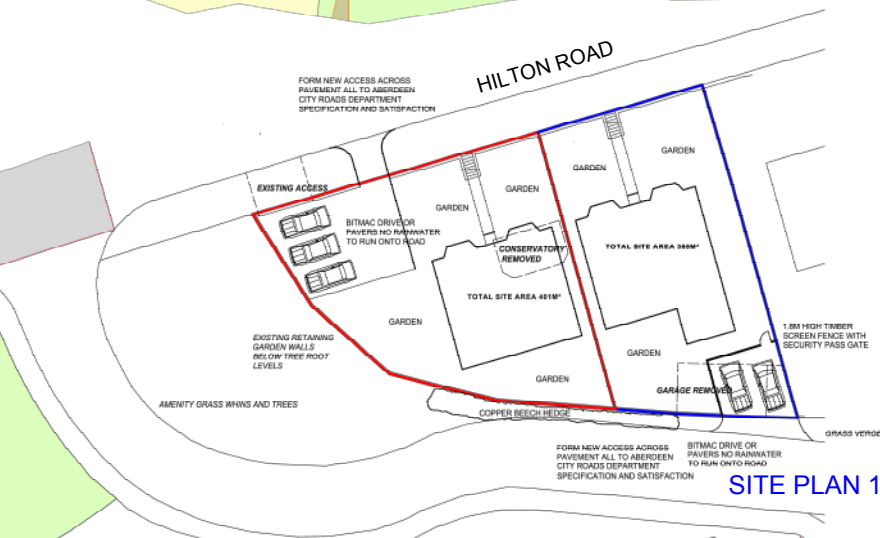 HILTON ROAD
FORM NEW ACCESS ACROSS
PAVEMENT ALL TO ABERDEEN
CITY ROADS DEPARTMENT
SPECIFICATION AND SATISFACTION
GARDEN
GARDEN
EXISTING ACCESS
GARDEN
GARDEN
BITMAC DRIVE OR
PAVERS NO RAINWATER
TO RUN ONTO ROAD
CONSERVATORY
REMOVED
TOTAL SITE AREA 401M²
TOTAL SITE AREA 389M²
GARDEN
EXISTING RETAINING
GARDEN WALLS
BELOW TREE ROOT
LEVELS
1.8M HIGH TIMBER
SCREEN FENCE WITH
SECURITY PASS GATE
GARDEN
GARDEN
GARAGE REMOVED
AMENITY GRASS WHINS AND TREES
COPPER BEECH HEDGE
GRASS VERGE
FORM NEW ACCESS ACROSS
PAVEMENT ALL TO ABERDEEN
CITY ROADS DEPARTMENT
SPECIFICATION AND SATISFACTION
BITMAC DRIVE OR
PAVERS NO RAINWATER
TO RUN ONTO ROAD
SITE PLAN 1